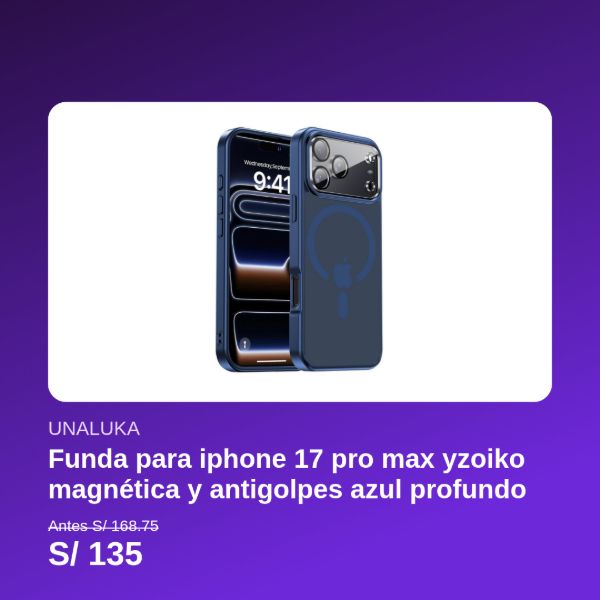 Wednesday, Septem
9:41
UNALUKA
Funda para iphone 17 pro max yzoiko
magnética y antigolpes azul profundo
Antes S/ 168.75
S/ 135